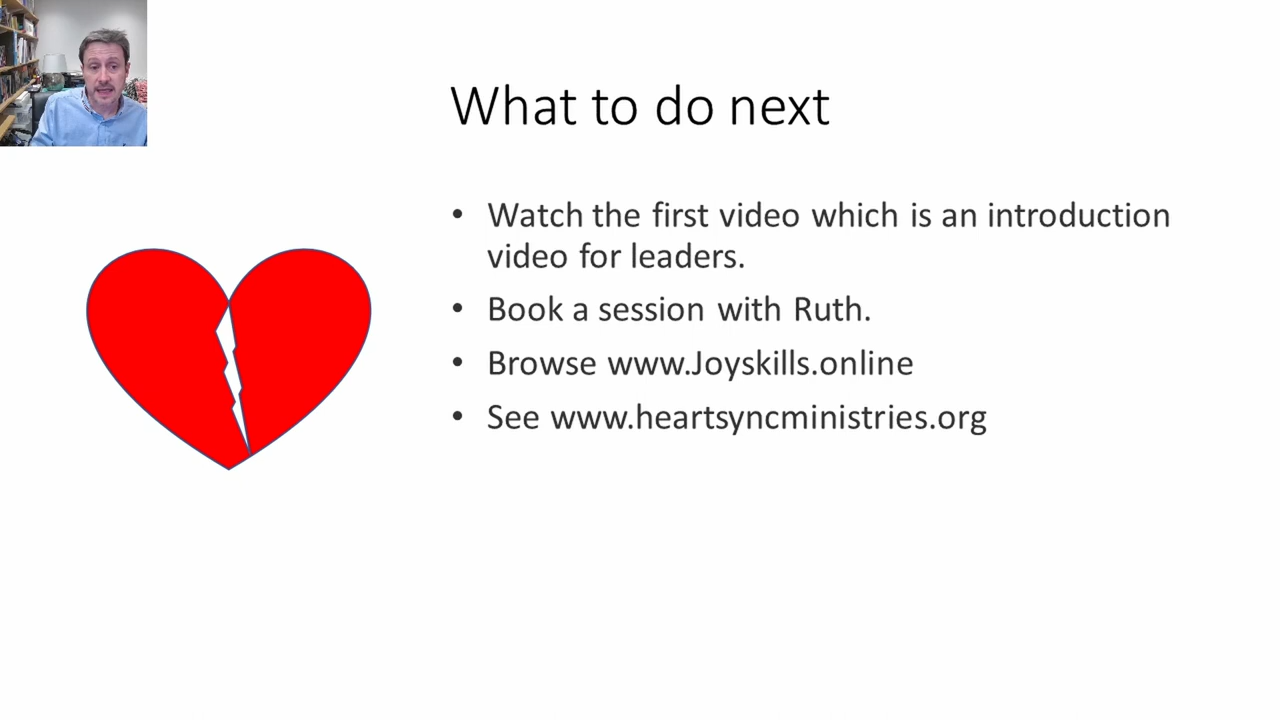 What to do next
• Watch the first video which is an introduction
video for leaders.
• Book a session with Ruth.
• Browse www.Joyskills.online
• See www.heartsyncministries.org